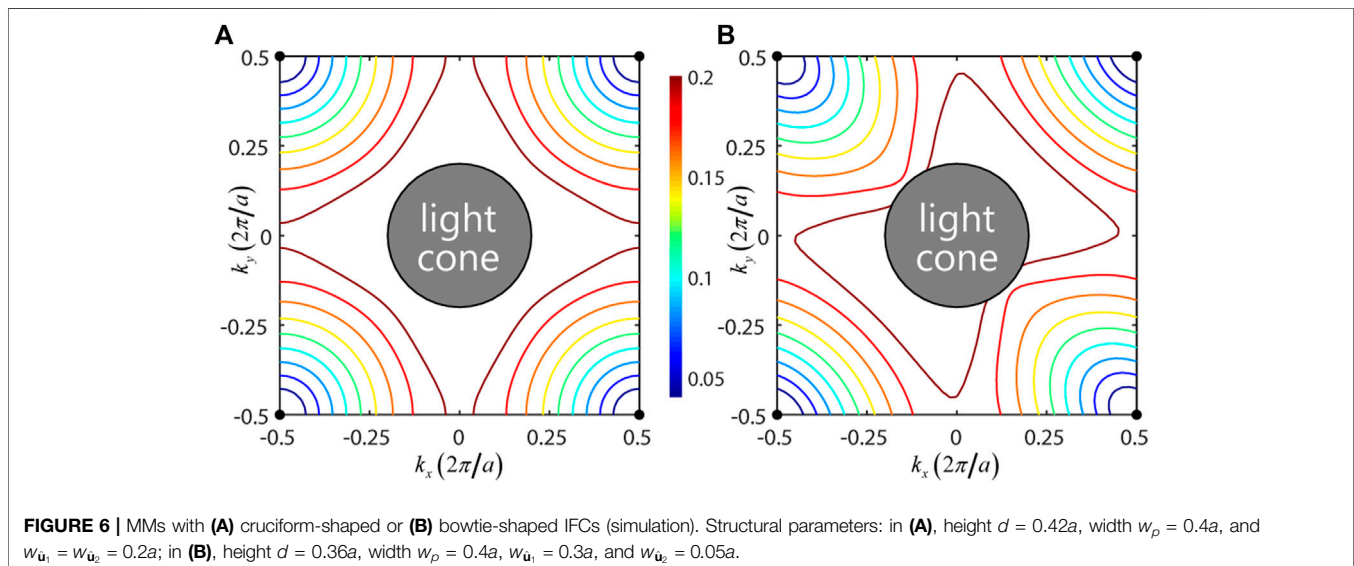 A
B
0.5
0.25
0
-0.25
-0.5
k_y (2π/a)
-0.5
-0.25
0
0.25
0.5
k_x (2π/a)
light
cone
0.2
0.15
0.1
0.05
0.5
0.25
0
-0.25
-0.5
k_y (2π/a)
-0.5
-0.25
0
0.25
0.5
k_x (2π/a)
light
cone
FIGURE 6 | MMs with (A) cruciform-shaped or (B) bowtie-shaped IFCs (simulation). Structural parameters: in (A), height d = 0.42a, width w_p = 0.4a, and
w_û₁ = w_û₂ = 0.2a; in (B), height d = 0.36a, width w_p = 0.4a, w_û₁ = 0.3a, and w_û₂ = 0.05a.